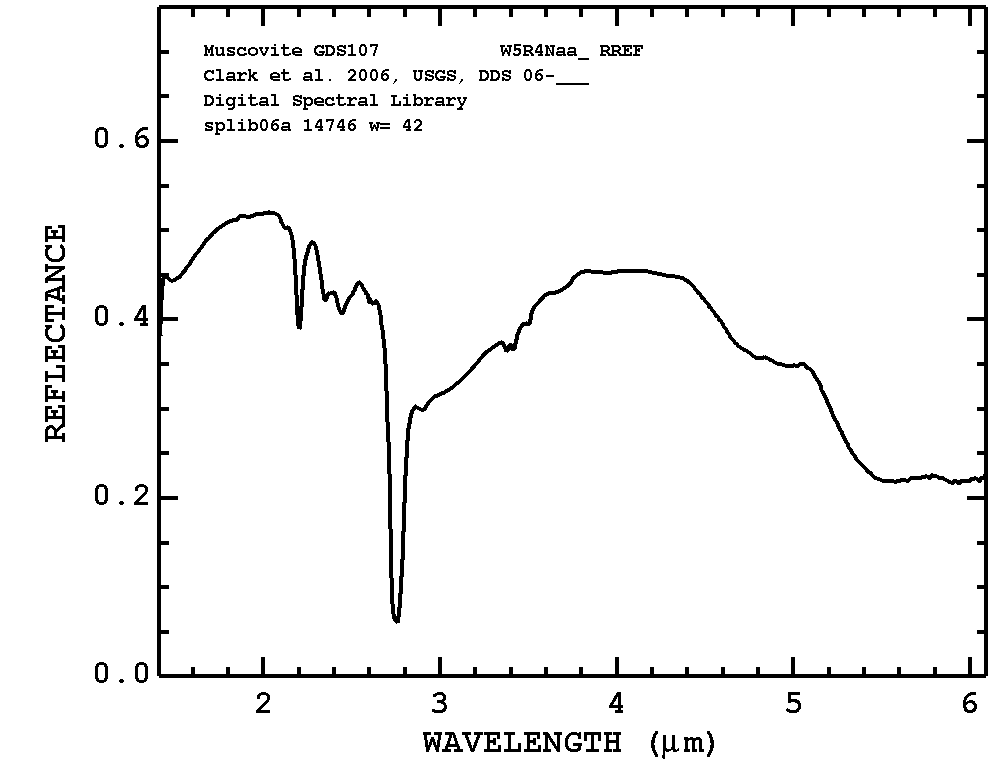 Muscovite GDS107 W5R4Naa_ RREF
Clark et al. 2006, USGS, DDS 06-___
Digital Spectral Library
splib06a 14746 w= 42
0.6
0.4
0.2
0.0
REFLECTANCE
2 3 4 5 6
WAVELENGTH (μm)